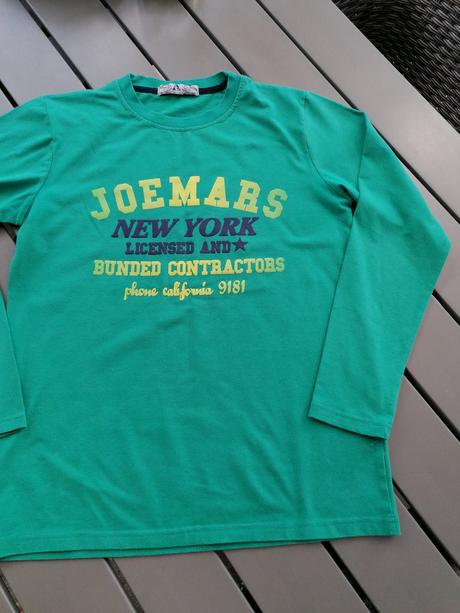 JOEMARS
NEW YORK
LICENSED AND★
BUNDED CONTRACTORS
phone california 9181